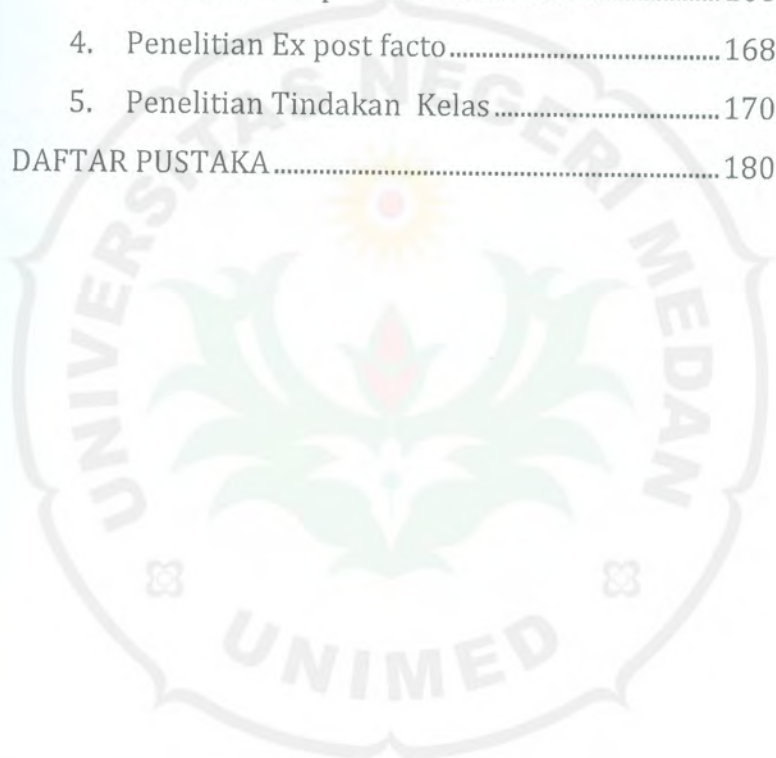 4. Penelitian Ex post facto ........................................ 168
5. Penelitian Tindakan Kelas ................................. 170
DAFTAR PUSTAKA ................................................................ 180
UNIVERSITAS NEGERI MEDAN
UNIMED